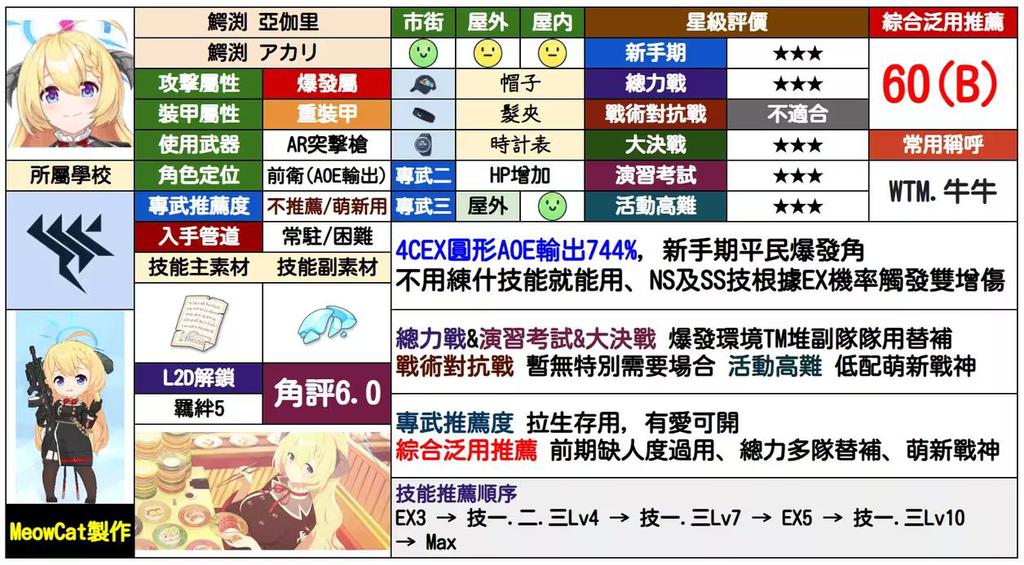 鰐渕 亞伽里
鰐渕 アカリ
市街
屋外
屋内
星級評價
綜合泛用推薦
新手期
★★★
攻擊屬性
爆發屬
帽子
總力戰
★★★
60(B)
裝甲屬性
重裝甲
髮夾
戰術對抗戰
不適合
使用武器
AR突擊槍
時計表
大決戰
★★★
常用稱呼
所屬學校
角色定位
前衛(AOE輸出)
專武二
HP增加
演習考試
★★★
WTM.牛牛
專武推薦度
不推薦/萌新用
專武三
屋外
活動高難
★★★
入手管道
常駐/困難
技能主素材
技能副素材
4CEX圓形AOE輸出744%, 新手期平民爆發角
不用練什技能就能用、NS及SS技根據EX機率觸發雙增傷
總力戰&演習考試&大決戰 爆發環境TM堆副隊隊用替補
戰術對抗戰 暫無特別需要場合 活動高難 低配萌新戰神
L2D解鎖
羈絆5
角評6.0
專武推薦度 拉生存用, 有愛可開
綜合泛用推薦 前期缺人度過用、總力多隊替補、萌新戰神
技能推薦順序
EX3 → 技一.二.三Lv4 → 技一.三Lv7 → EX5 → 技一.三Lv10
→ Max
MeowCat製作